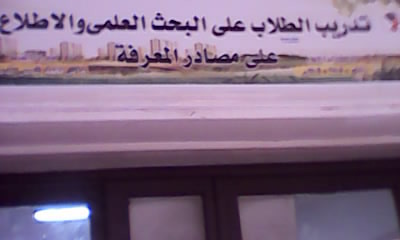 تدريب الطلاب على البحث العلمى والاطلاع
على مصادر المعرفة